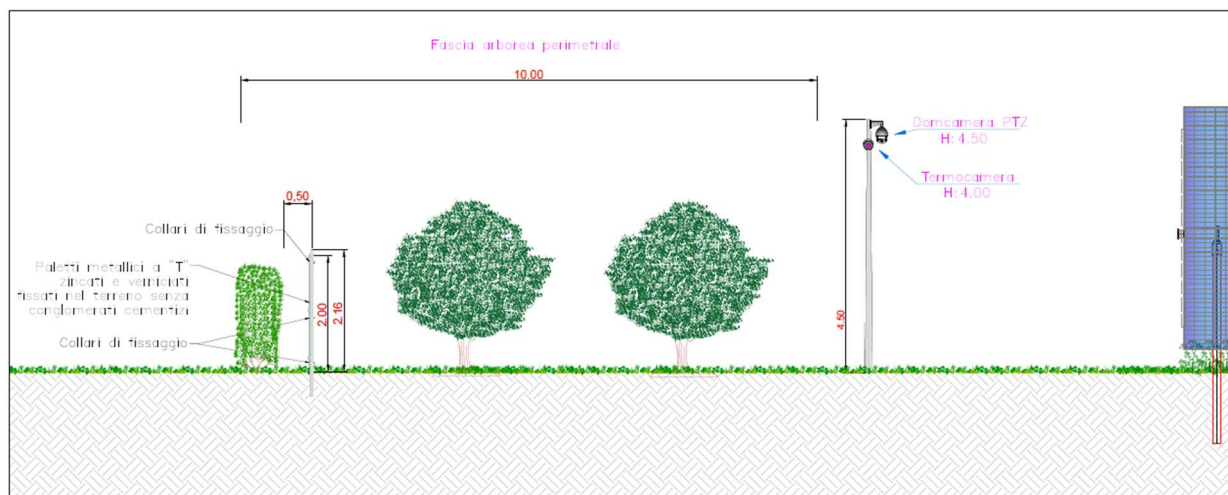 Fascia arborea perimetrale
10.00
Domcamera PTZ
H: 4.50
Termocamera
H: 4.00
0,50
Collari di fissaggio
Paletti metallici a "T"
zincati e verniciati
fissati nel terreno senza
conglomerati cementizi
Collari di fissaggio
2.00
2.16
4.50